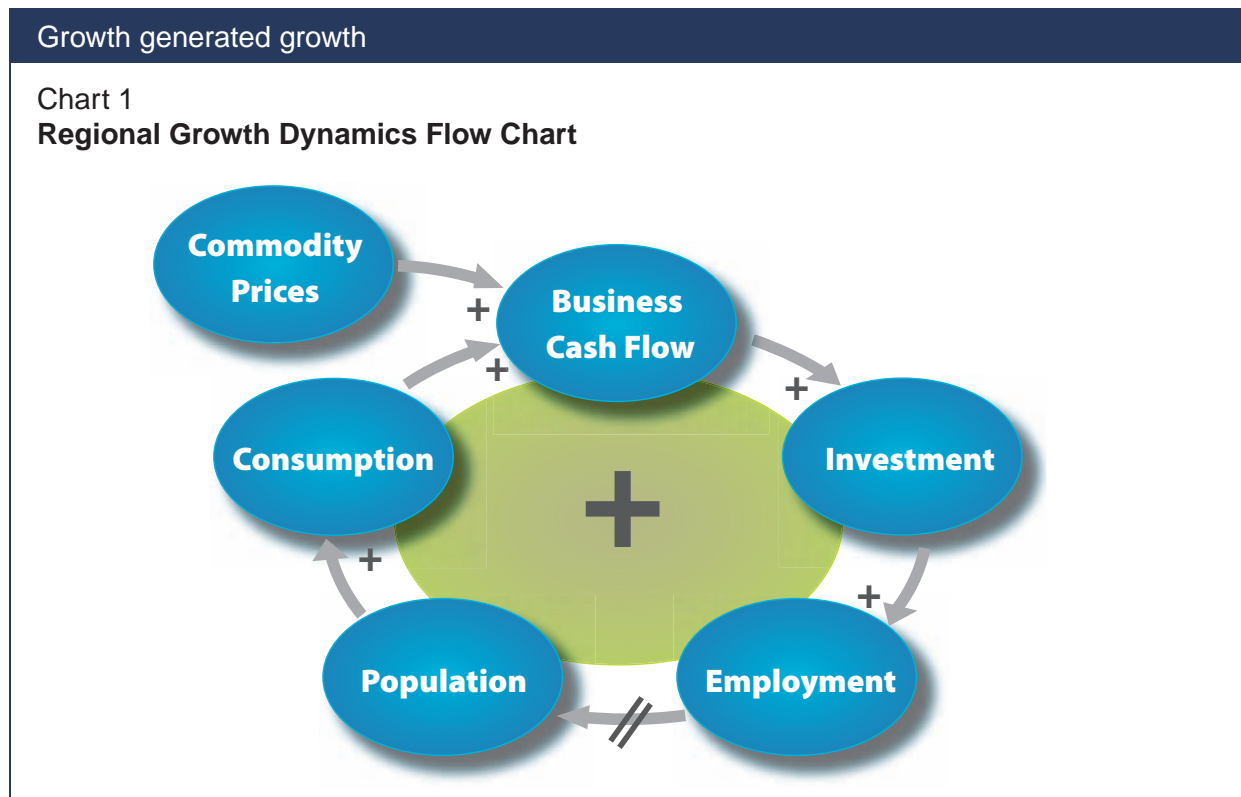 Growth generated growth
Chart 1
Regional Growth Dynamics Flow Chart
Commodity
Prices
+
Business
Cash Flow
+
+
Consumption
+
Investment
+
+
Population
Employment
//